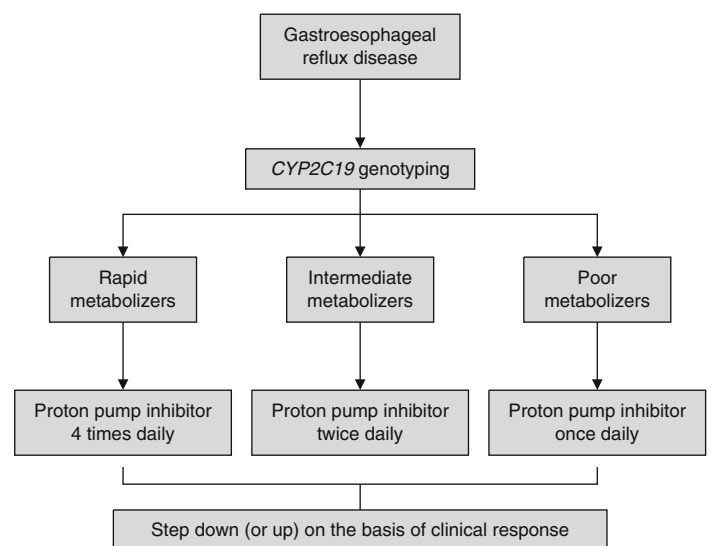 Gastroesophageal
reflux disease
CYP2C19 genotyping
Rapid
metabolizers
Intermediate
metabolizers
Poor
metabolizers
Proton pump inhibitor
4 times daily
Proton pump inhibitor
twice daily
Proton pump inhibitor
once daily
Step down (or up) on the basis of clinical response